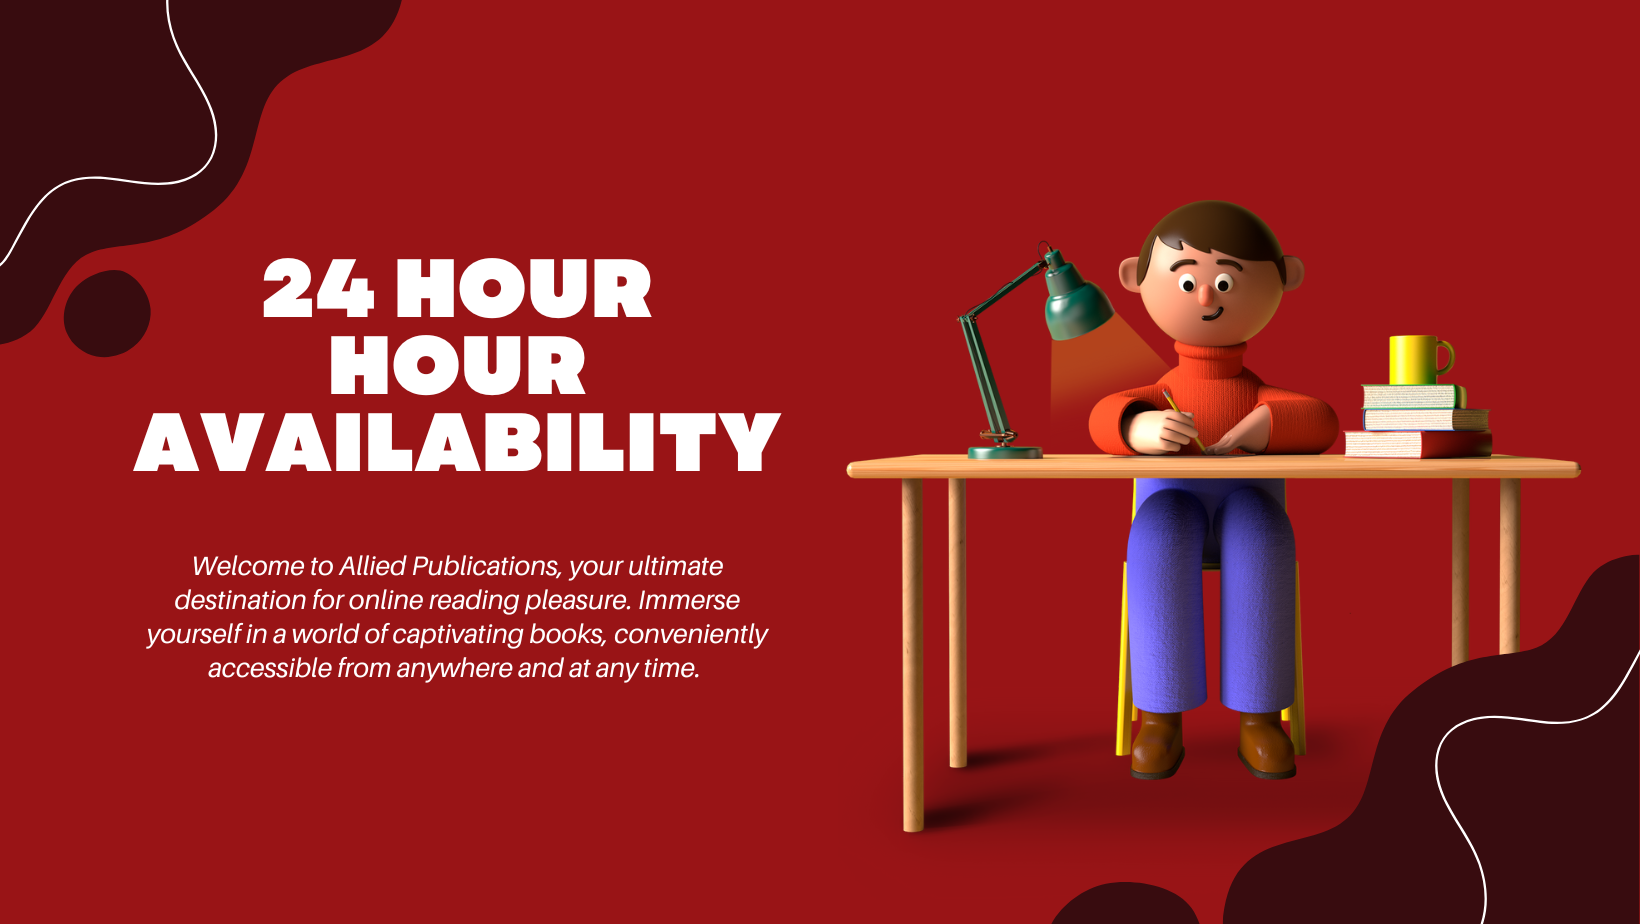 24 HOUR
HOUR
AVAILABILITY
Welcome to Allied Publications, your ultimate
destination for online reading pleasure. Immerse
yourself in a world of captivating books, conveniently
accessible from anywhere and at any time.